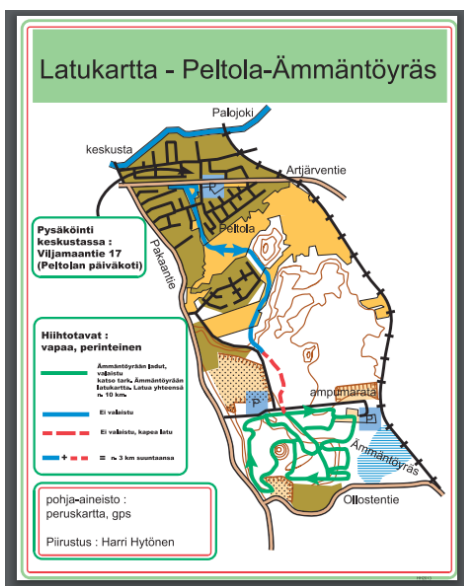 Latukartta - Peltola-Ämmäntöyräs
Palojoki
keskusta
Artjärventie
P
Peltola
Pysäköinti
keskustassa :
Viljamaantie 17
(Peltolan päiväkoti)
Pakaantie
Hiihtotavat :
vapaa, perinteinen
Ämmäntöyrään ladut,
valaistu
katso tark. Ämmäntöyrään
latukartta. Latua yhteensä
n. 10 km.
Ei valaistu
Ei valaistu, kapea latu
+ = n. 3 km suuntaansa
ampumarata
P
P
Ämmäntöyräs
Ollostentie
pohja-aineisto :
peruskartta, gps
Piirustus : Harri Hytönen